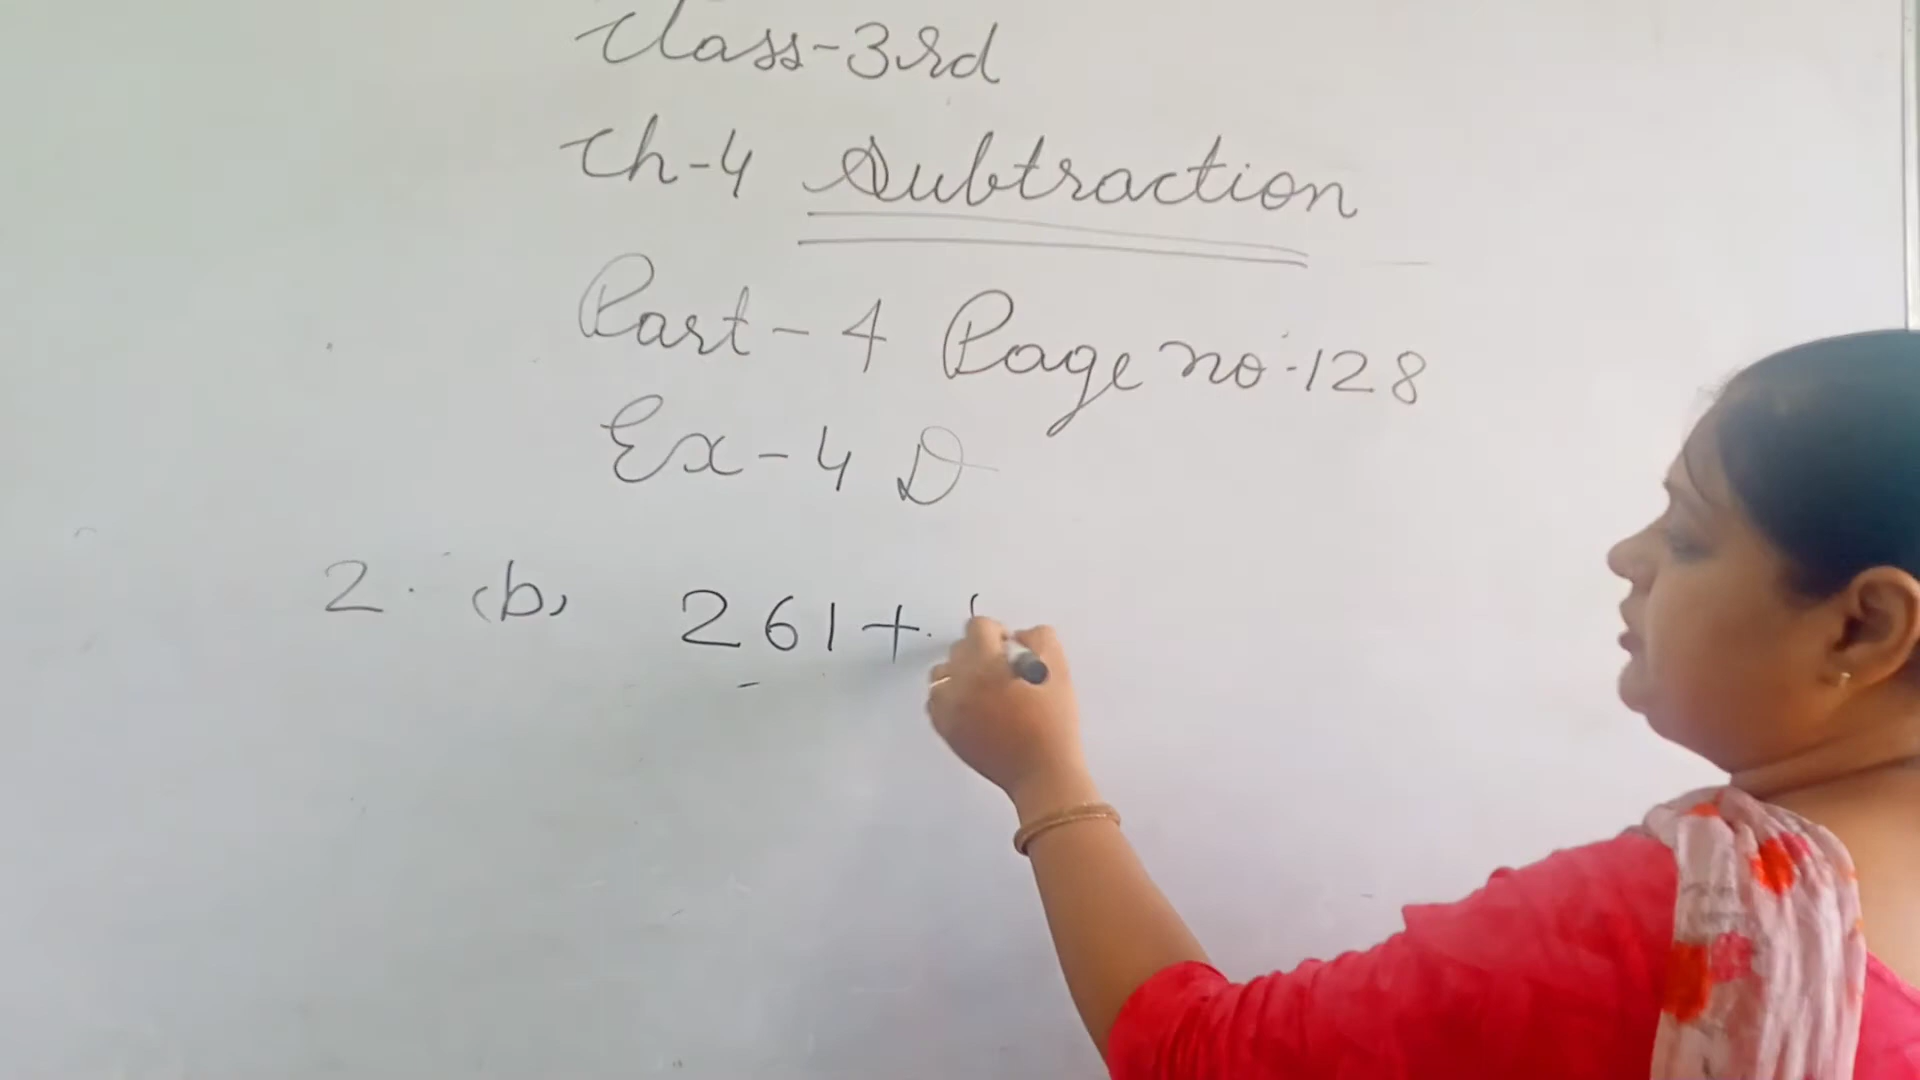 Class-3rd
Ch-4 Subtraction
Part-4 Page no.-128
Ex-4 D
2. (b) 261+